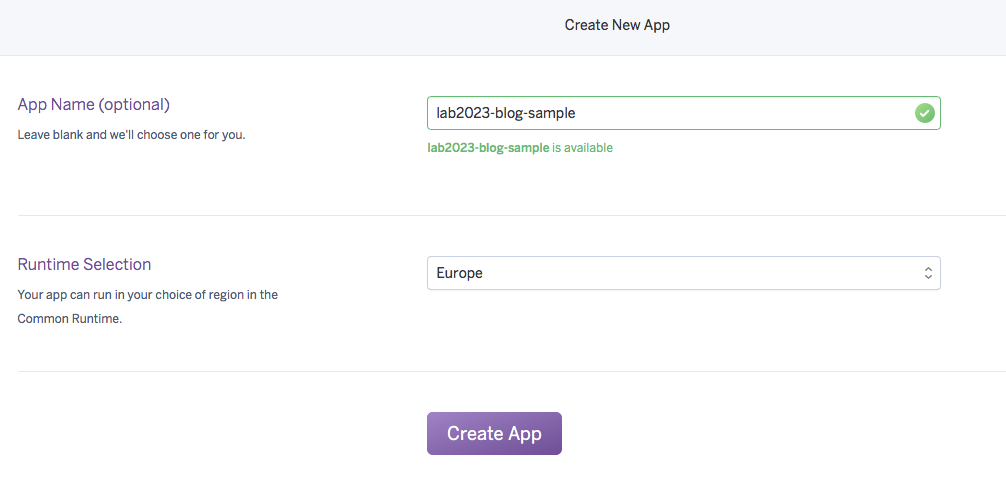 Create New App
App Name (optional)
Leave blank and we'll choose one for you.
lab2023-blog-sample
lab2023-blog-sample is available
Runtime Selection
Your app can run in your choice of region in the
Common Runtime.
Europe
Create App